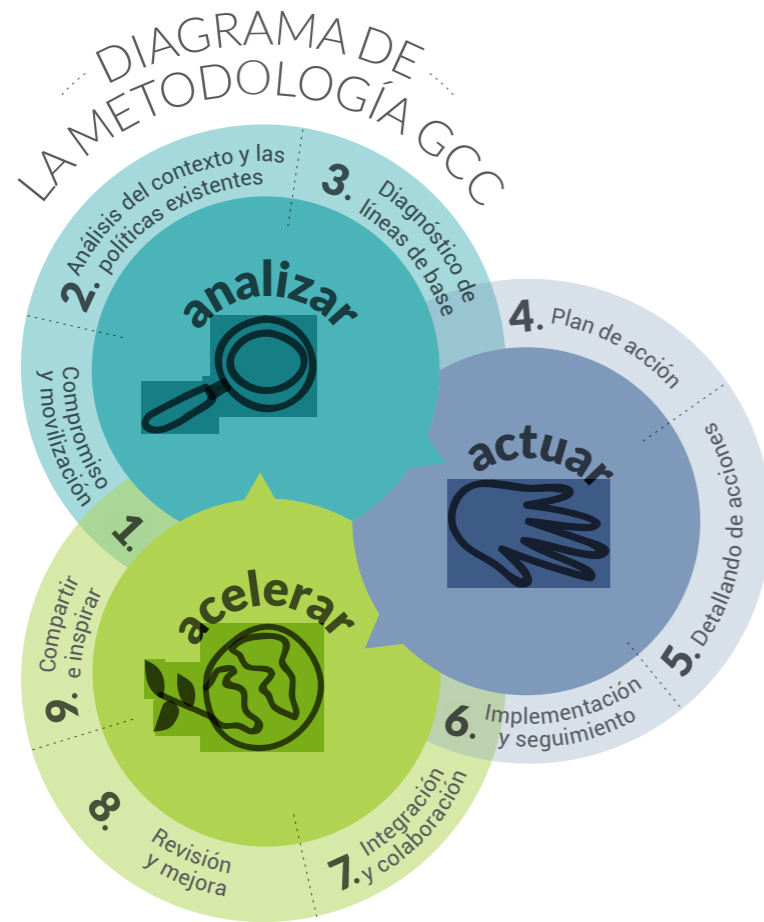 DIAGRAMA DE
LA METODOLOGÍA GCC
analizar
1. Compromiso
y movilización
2. Análisis del contexto y las
políticas existentes
3. Diagnóstico de
líneas de base
actuar
4. Plan de acción
5. Detallando de acciones
6. Implementación
y seguimiento
acelerar
7. Integración
y colaboración
8. Revisión
y mejora
9. Compartir
e inspirar